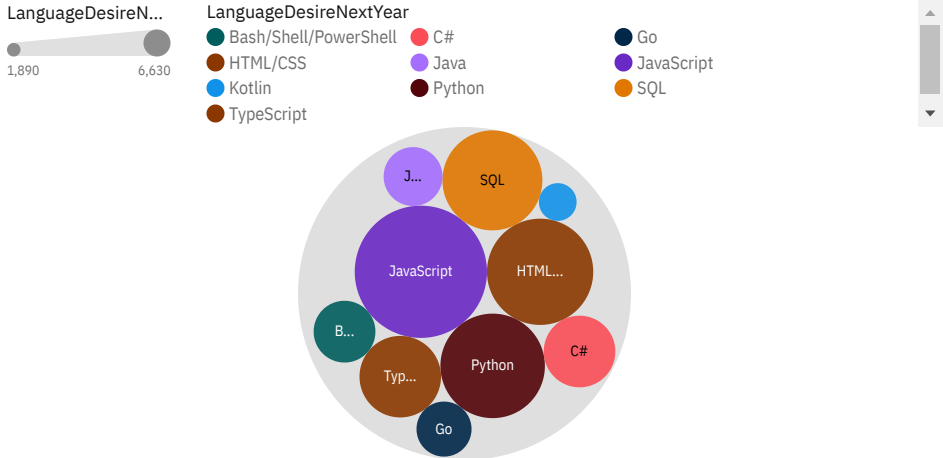 LanguageDesireN...
1,890 6,630
LanguageDesireNextYear
Bash/Shell/PowerShell C# Go
HTML/CSS Java JavaScript
Kotlin Python SQL
TypeScript
J...
SQL
JavaScript
HTML...
B...
C#
Python
Typ...
Go